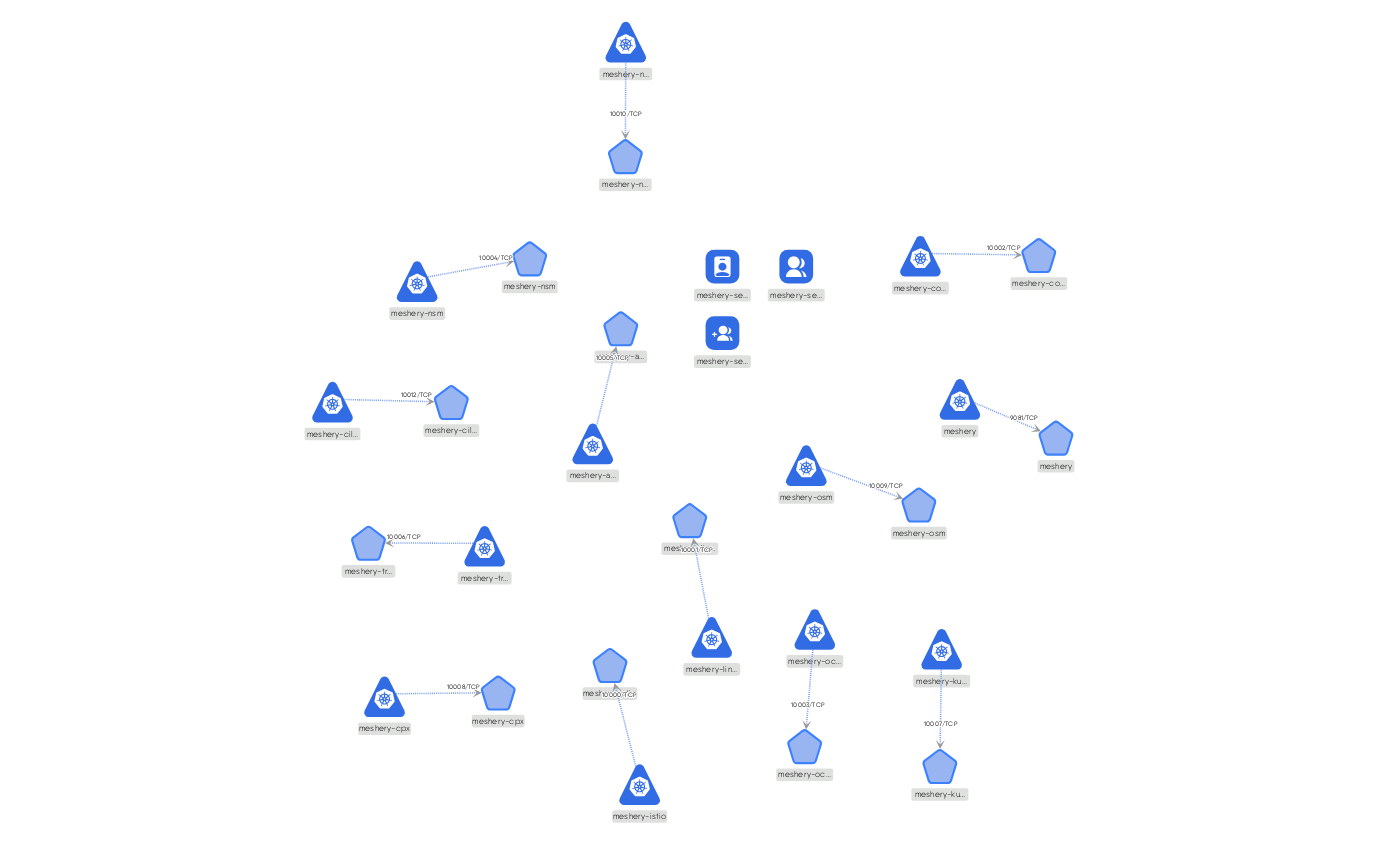 meshery-n...
10010/TCP
meshery-n...
10004/TCP
meshery-nsm
meshery-nsm
meshery-se...
meshery-se...
10002/TCP
meshery-co...
meshery-co...
10005/TCP
-a...
meshery-se...
10012/TCP
meshery-cil...
meshery-cil...
meshery-a...
9081/TCP
meshery
meshery
10009/TCP
meshery-osm
meshery-osm
10006/TCP
meshery-tr...
meshery-tr...
10001/TCP
meshery-lin...
meshery-oc...
10003/TCP
meshery-oc...
meshery-ku...
10007/TCP
meshery-ku...
10008/TCP
meshery-cpx
meshery-cpx
10000/TCP
meshery-istio